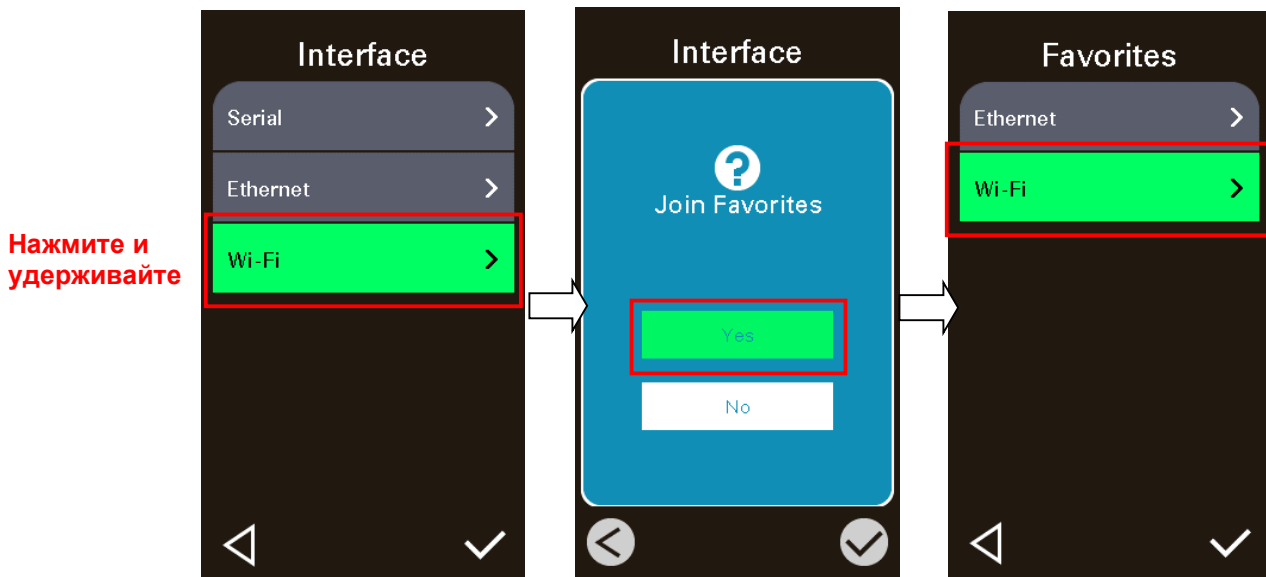 Нажмите и
удерживайте
Interface
Serial
Ethernet
Wi-Fi
Interface
Join Favorites
Yes
No
Favorites
Ethernet
Wi-Fi